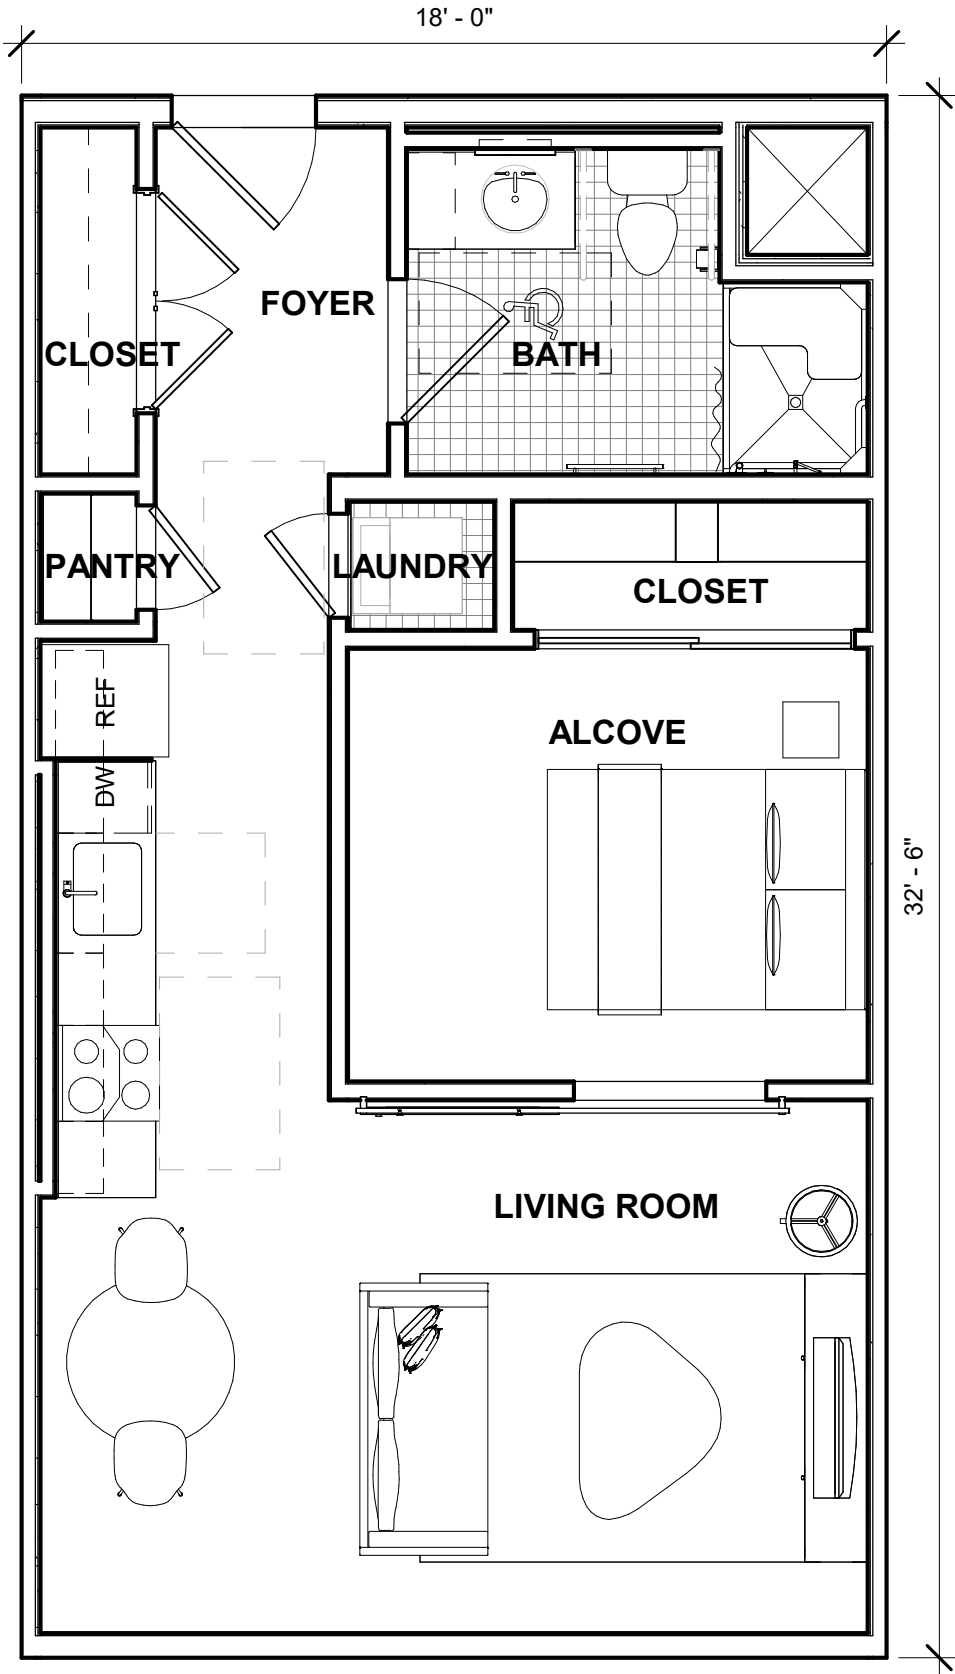 18' - 0"
FOYER
CLOSET
BATH
PANTRY
LAUNDRY
CLOSET
REF
ALCOVE
DW
32' - 6"
LIVING ROOM